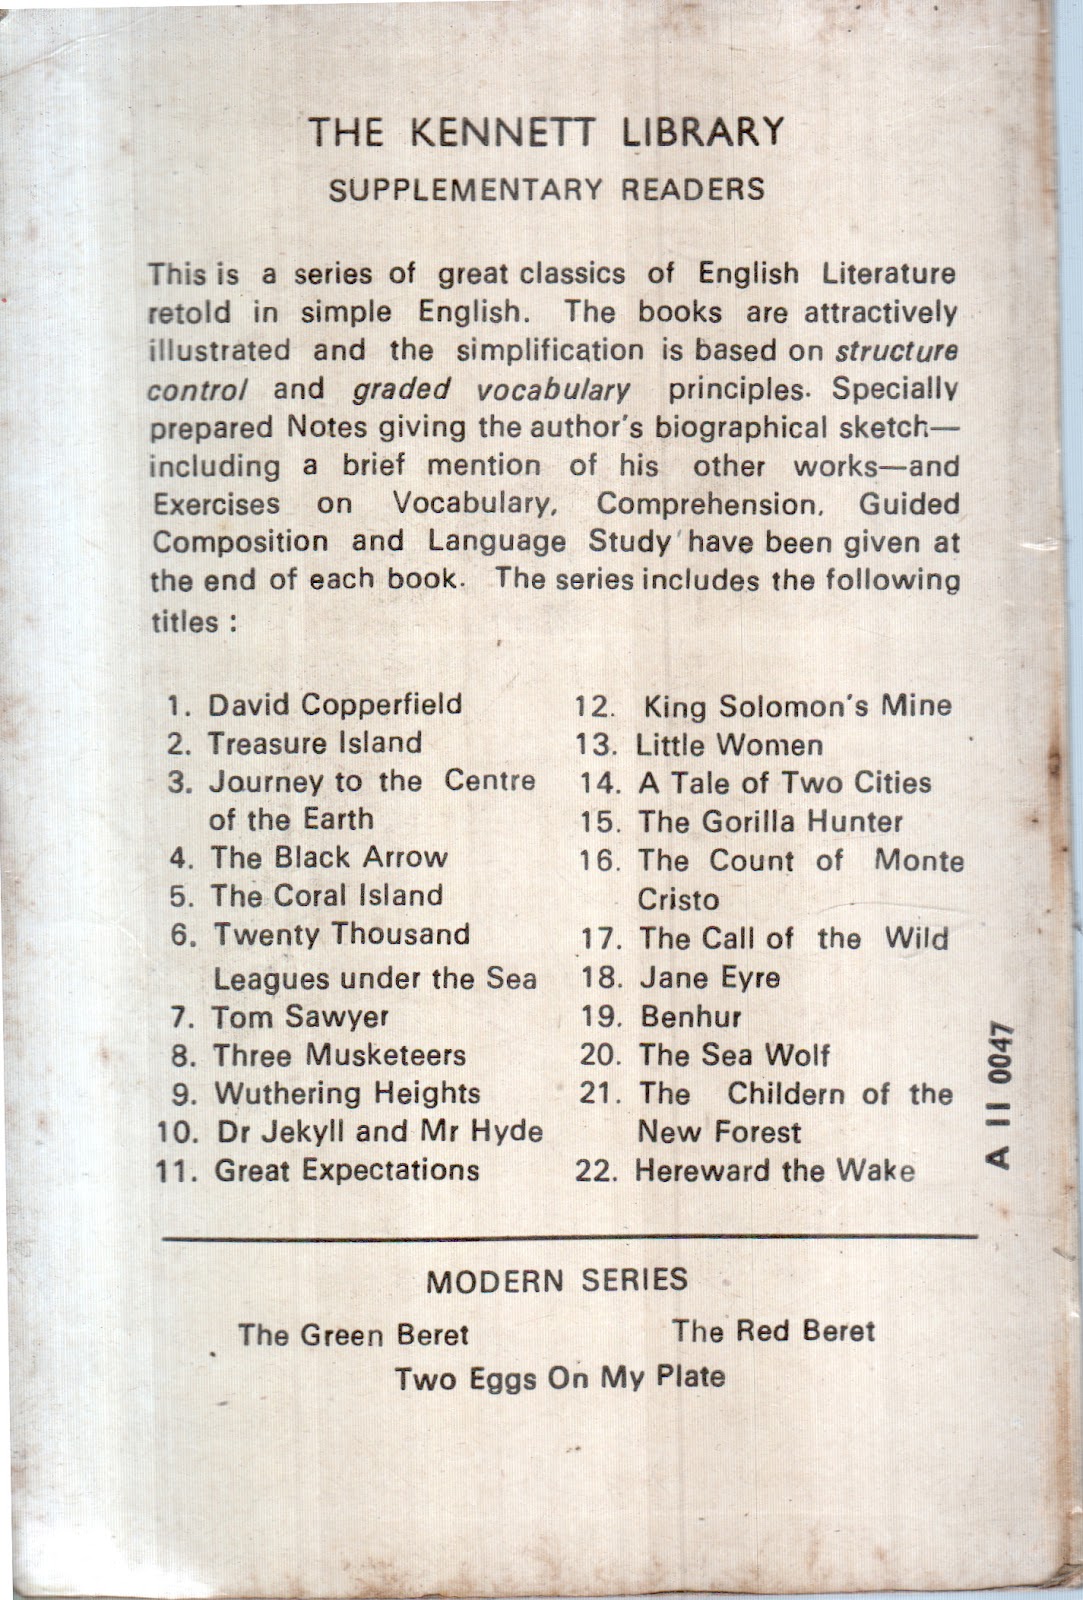 THE KENNETT LIBRARY
SUPPLEMENTARY READERS
This is a series of great classics of English Literature
retold in simple English. The books are attractively
illustrated and the simplification is based on structure
control and graded vocabulary principles. Specially
prepared Notes giving the author's biographical sketch—
including a brief mention of his other works—and
Exercises on Vocabulary, Comprehension, Guided
Composition and Language Study have been given at
the end of each book. The series includes the following
titles :
1. David Copperfield
2. Treasure Island
3. Journey to the Centre
of the Earth
4. The Black Arrow
5. The Coral Island
6. Twenty Thousand
Leagues under the Sea
7. Tom Sawyer
8. Three Musketeers
9. Wuthering Heights
10. Dr Jekyll and Mr Hyde
11. Great Expectations
12. King Solomon's Mine
13. Little Women
14. A Tale of Two Cities
15. The Gorilla Hunter
16. The Count of Monte
Cristo
17. The Call of the Wild
18. Jane Eyre
19. Benhur
20. The Sea Wolf
21. The Childern of the
New Forest
22. Hereward the Wake
A II 0047
MODERN SERIES
The Green Beret The Red Beret
Two Eggs On My Plate